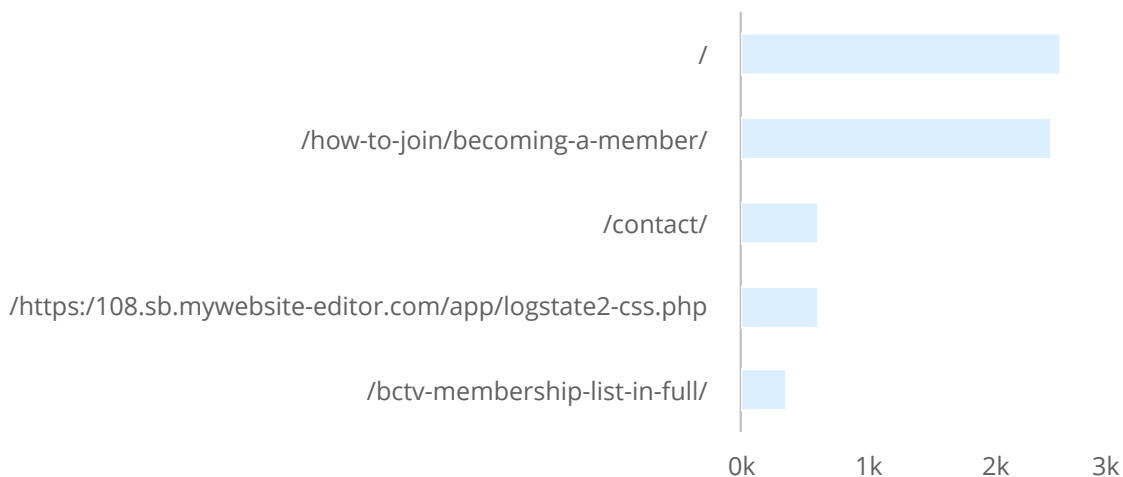 /
/how-to-join/becoming-a-member/
/contact/
/https:/108.sb.mywebsite-editor.com/app/logstate2-css.php
/bctv-membership-list-in-full/
0k 1k 2k 3k